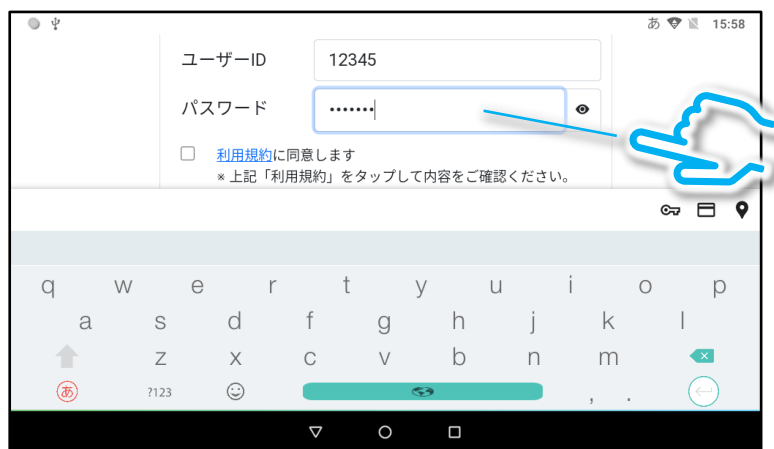 あ 15:58
ユーザーID 12345
パスワード •••••••
利用規約に同意します
※上記「利用規約」をタップして内容をご確認ください。
q w e r t y u i o p
a s d f g h j k l
z x c v b n m
あ ?123 , .